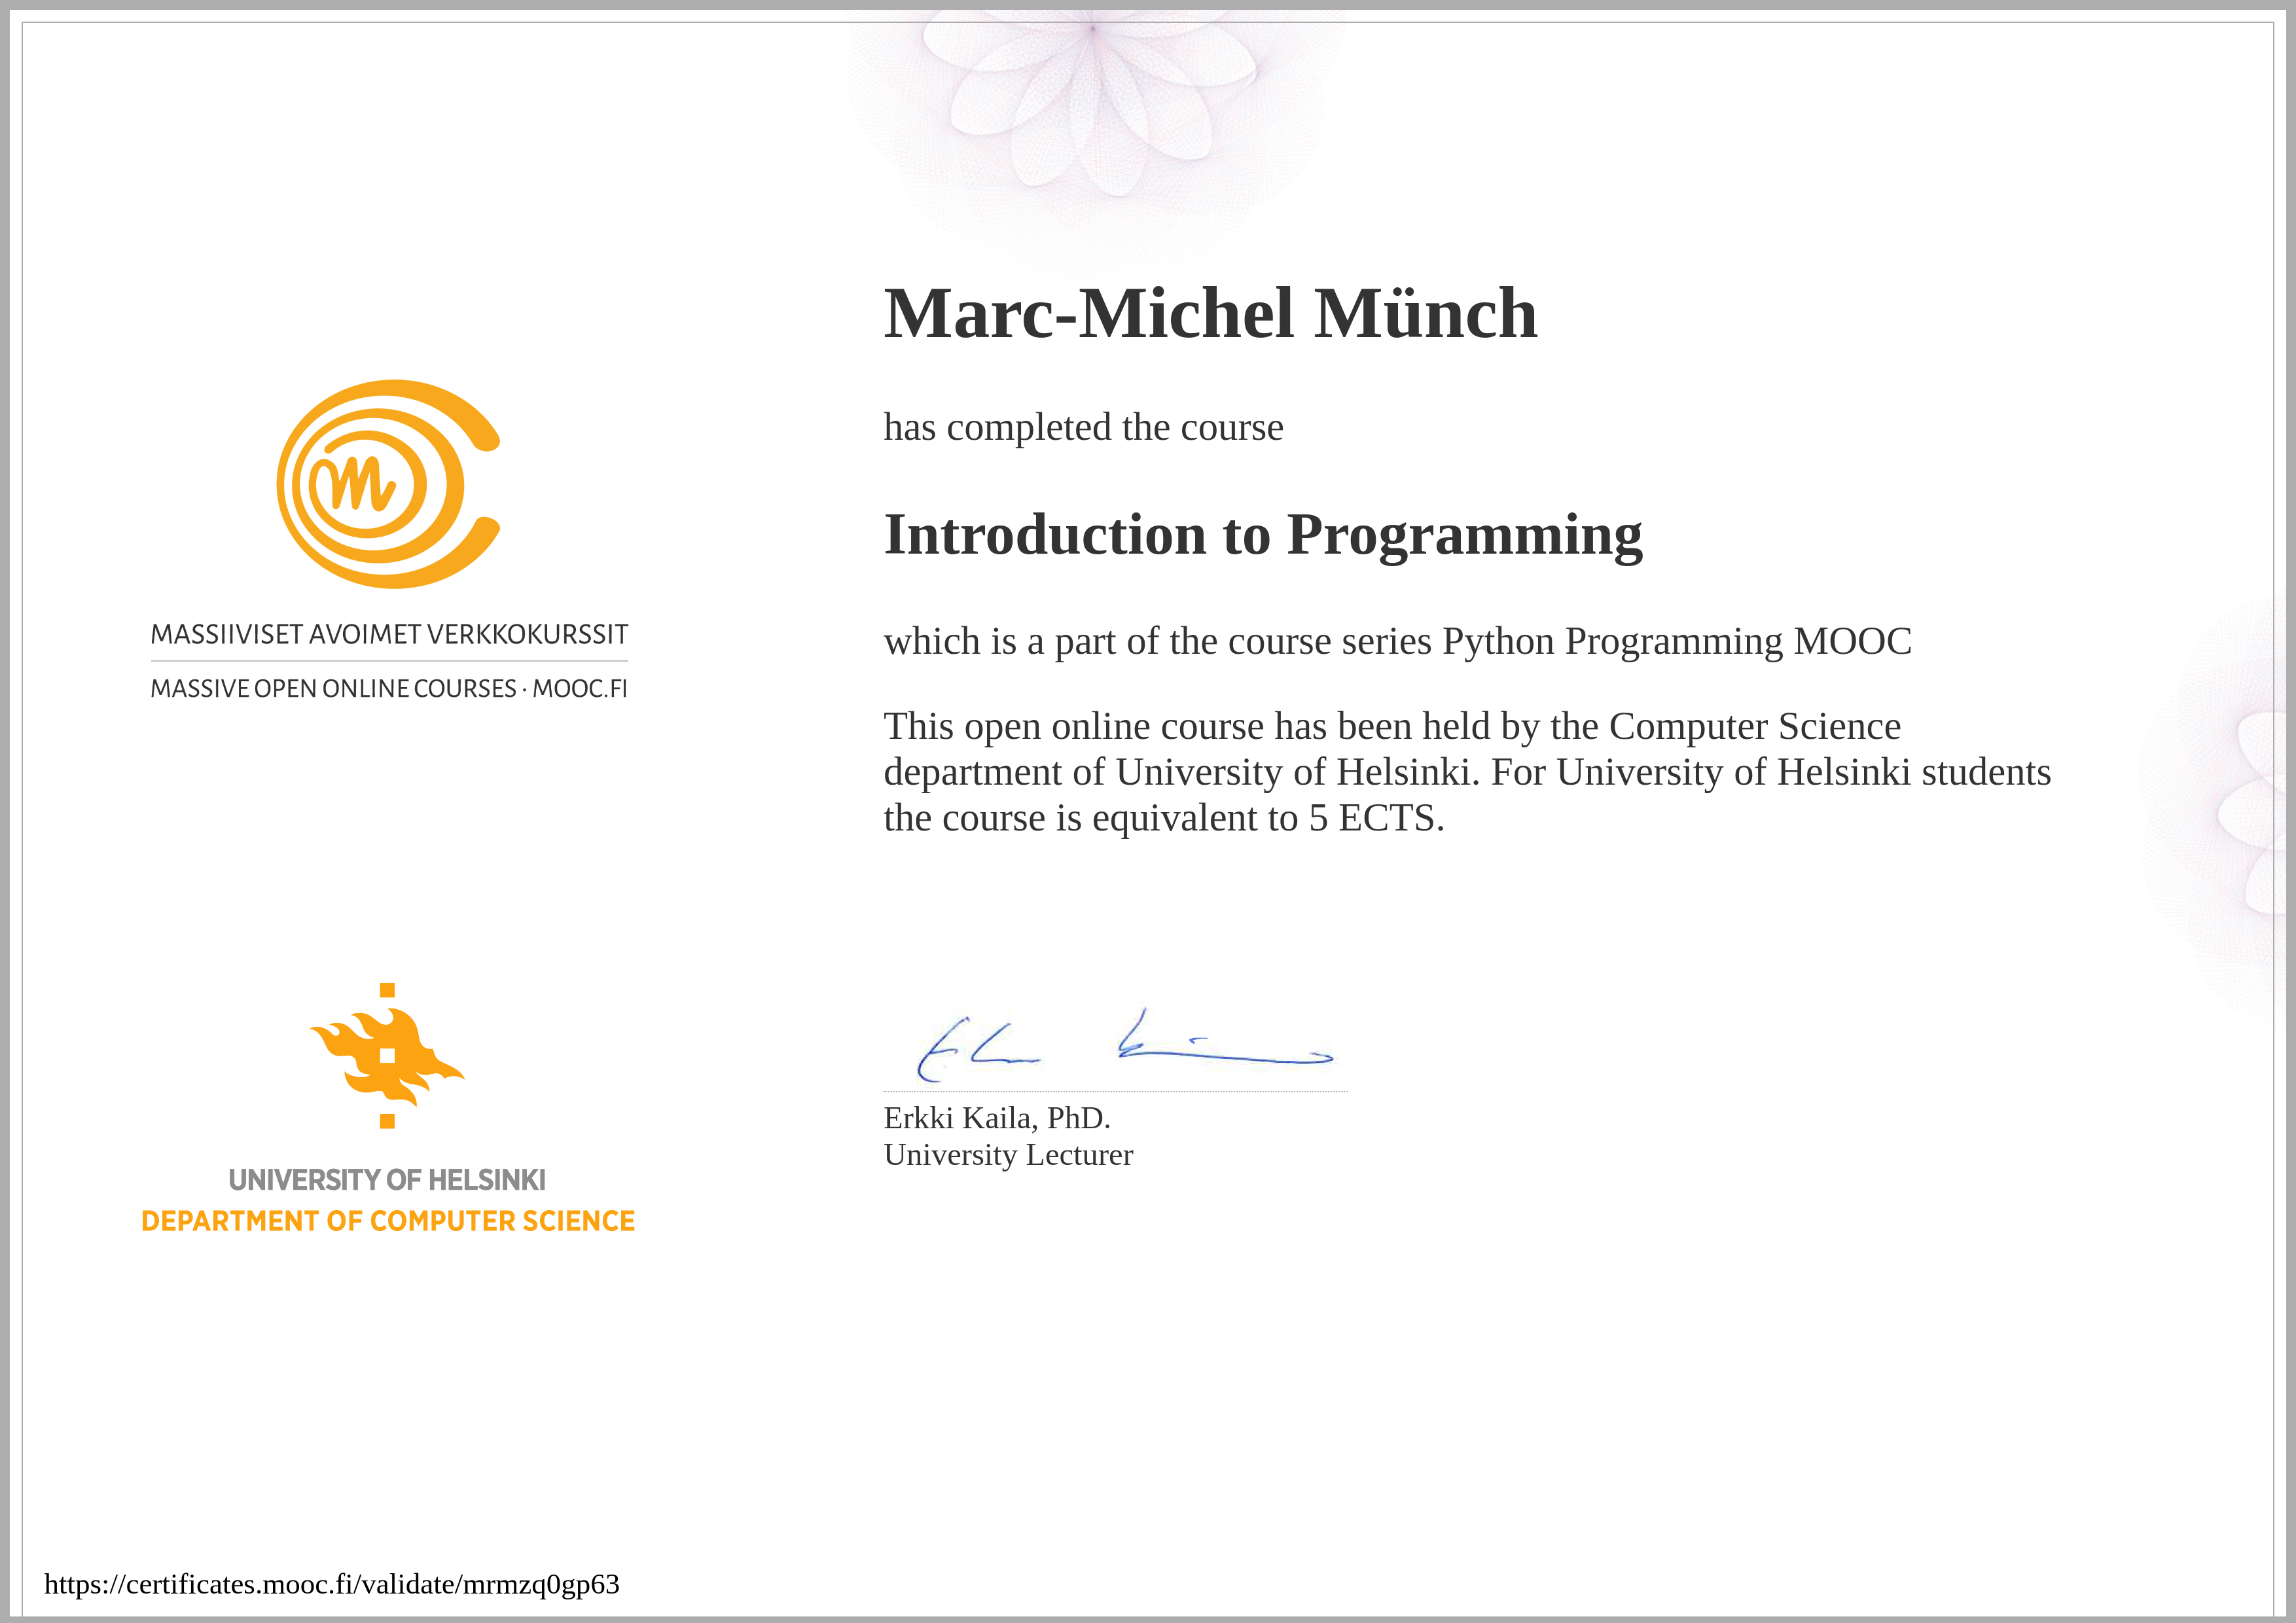 Marc-Michel Münch
has completed the course
Introduction to Programming
which is a part of the course series Python Programming MOOC
This open online course has been held by the Computer Science
department of University of Helsinki. For University of Helsinki students
the course is equivalent to 5 ECTS.
Erkki Kaila, PhD.
University Lecturer
m
MASSIIVISET AVOIMET VERKKOKURSSIT
MASSIVE OPEN ONLINE COURSES · MOOC.FI
UNIVERSITY OF HELSINKI
DEPARTMENT OF COMPUTER SCIENCE
https://certificates.mooc.fi/validate/mrmzq0gp63